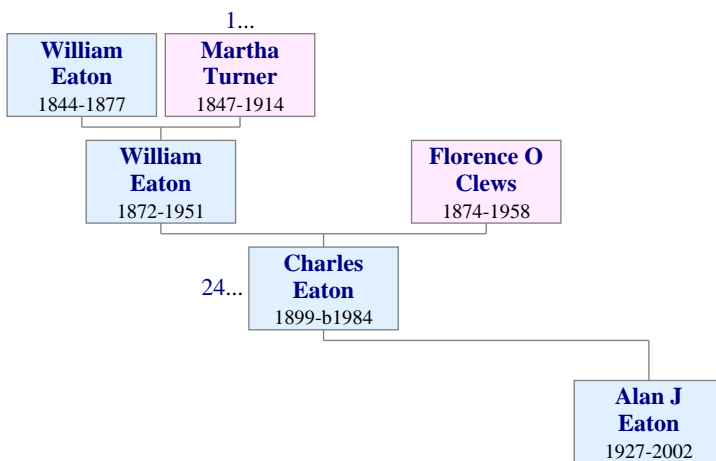 1...
William
Eaton
1844-1877
Martha
Turner
1847-1914
William
Eaton
1872-1951
Florence O
Clews
1874-1958
24...
Charles
Eaton
1899-b1984
Alan J
Eaton
1927-2002